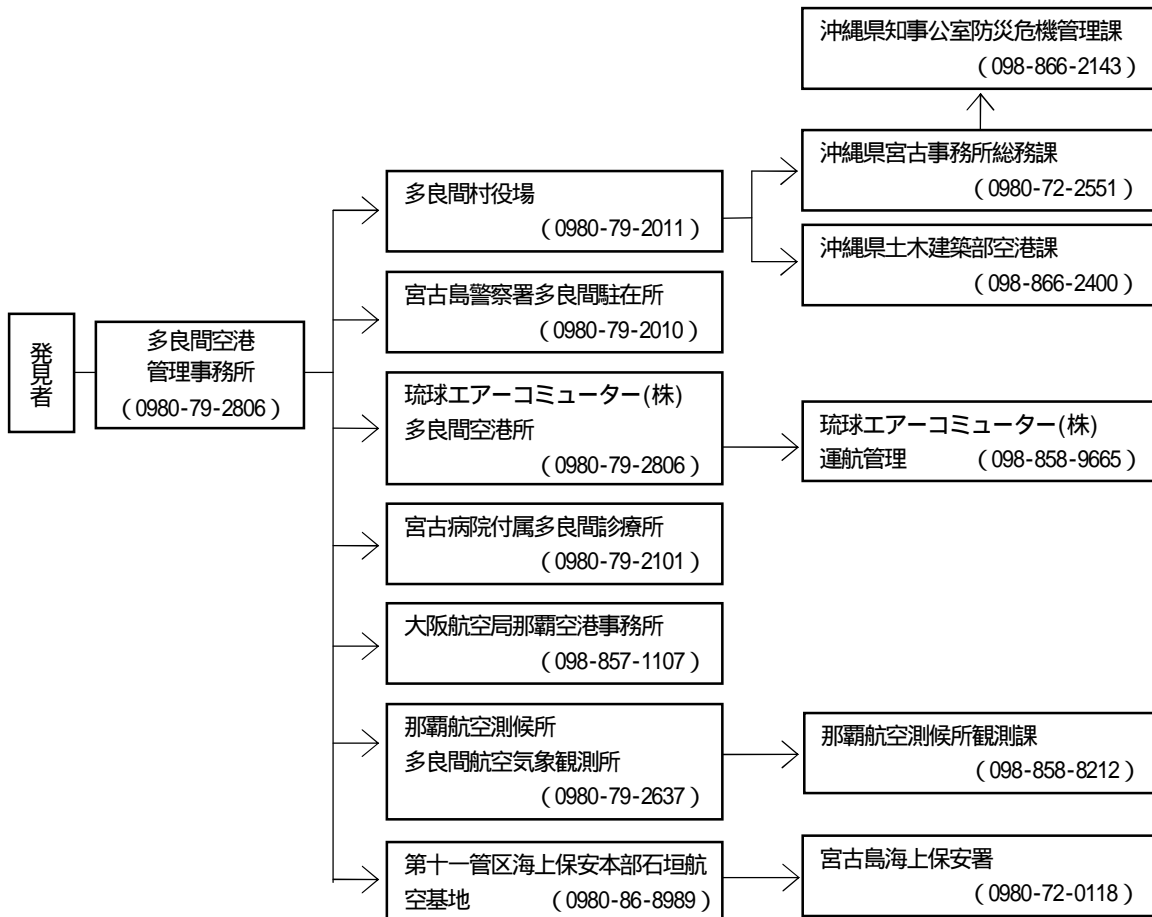 発見者
多良間空港
管理事務所
（0980-79-2806）
多良間村役場
（0980-79-2011）
宮古島警察署多良間駐在所
（0980-79-2010）
琉球エアーコミューター(株)
多良間空港所
（0980-79-2806）
宮古病院付属多良間診療所
（0980-79-2101）
大阪航空局那覇空港事務所
（098-857-1107）
那覇航空測候所
多良間航空気象観測所
（0980-79-2637）
第十一管区海上保安本部石垣航
空基地　（0980-86-8989）
沖縄県知事公室防災危機管理課
（098-866-2143）
沖縄県宮古事務所総務課
（0980-72-2551）
沖縄県土木建築部空港課
（098-866-2400）
琉球エアーコミューター(株)
運航管理　（098-858-9665）
那覇航空測候所観測課
（098-858-8212）
宮古島海上保安署
（0980-72-0118）